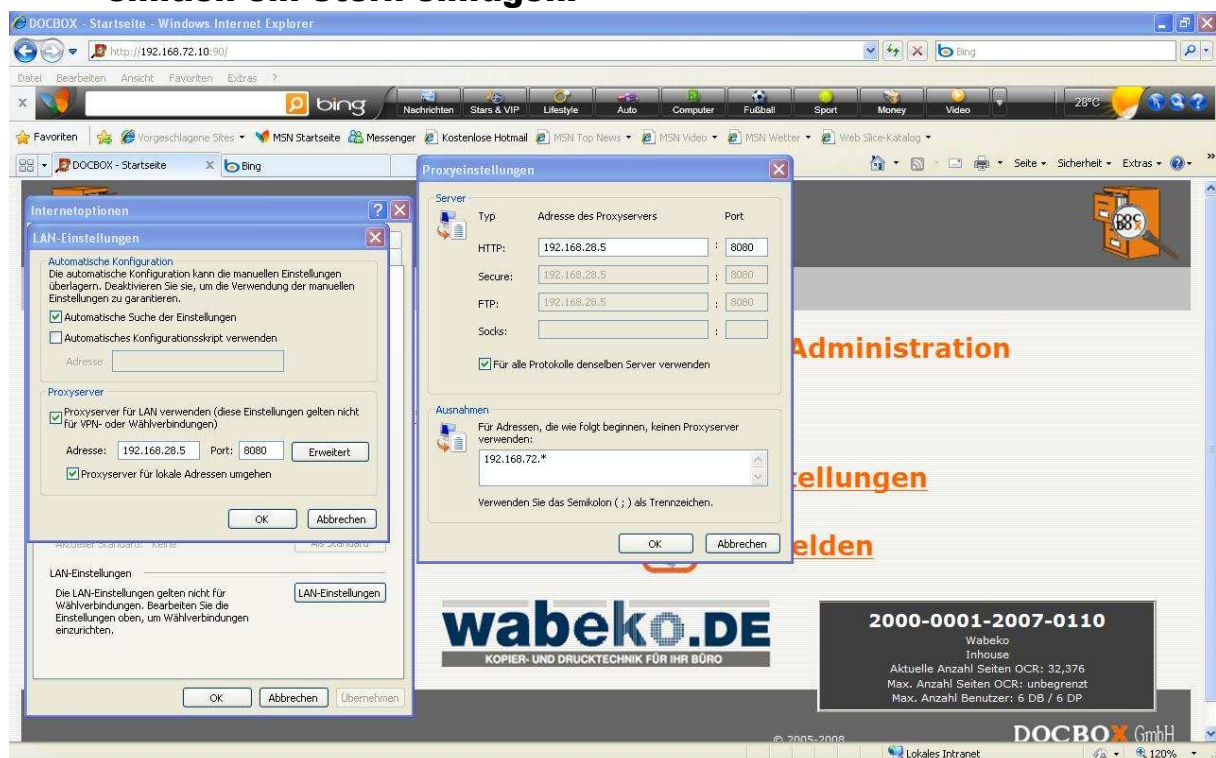 einfach ein Stern einfügen.
DOCBOX - Startseite - Windows Internet Explorer
http://192.168.72.10:90/
Bing
Datei Bearbeiten Ansicht Favoriten Extras ?
x
bing
Nachrichten Stars & VIP Lifestyle Auto Computer Fußball Sport Money Video
28°C
Favoriten Vorgeschlagene Sites MSN Startseite Messenger Kostenlose Hotmail MSN Top News MSN Video MSN Wetter Web Slice-Katalog
DOCBOX - Startseite X Bing
Seite Sicherheit Extras
Internetoptionen
LAN-Einstellungen
Automatische Konfiguration
Die automatische Konfiguration kann die manuellen Einstellungen
überlagern. Deaktivieren Sie sie, um die Verwendung der manuellen
Einstellungen zu garantieren.
Automatische Suche der Einstellungen
Automatisches Konfigurationsskript verwenden
Adresse
Proxyserver
Proxyserver für LAN verwenden (diese Einstellungen gelten nicht
für VPN- oder Wählverbindungen)
Adresse: 192.168.28.5 Port: 8080 Erweitert
Proxyserver für lokale Adressen umgehen
OK Abbrechen
Aktueller Standard: Keine Als Standard
LAN-Einstellungen
Die LAN-Einstellungen gelten nicht für
Wählverbindungen. Bearbeiten Sie die
Einstellungen oben, um Wählverbindungen
einzurichten.
LAN-Einstellungen
OK Abbrechen Übernehmen
Proxyeinstellungen
Server
Typ Adresse des Proxyservers Port
HTTP: 192.168.28.5 : 8080
Secure: 192.168.28.5 : 8080
FTP: 192.168.28.5 : 8080
Socks: :
Für alle Protokolle denselben Server verwenden
Ausnahmen
Für Adressen, die wie folgt beginnen, keinen Proxyserver
verwenden:
192.168.72.*
Verwenden Sie das Semikolon ( ; ) als Trennzeichen.
OK Abbrechen
BOX
Administration
ellungen
elden
wabeko.DE
KOPIER- UND DRUCKTECHNIK FÜR IHR BÜRO
2000-0001-2007-0110
Wabeko
Inhouse
Aktuelle Anzahl Seiten OCR: 32,376
Max. Anzahl Seiten OCR: unbegrenzt
Max. Anzahl Benutzer: 6 DB / 6 DP
© 2005-2008
DOCBOX GmbH
Lokales Intranet
120%